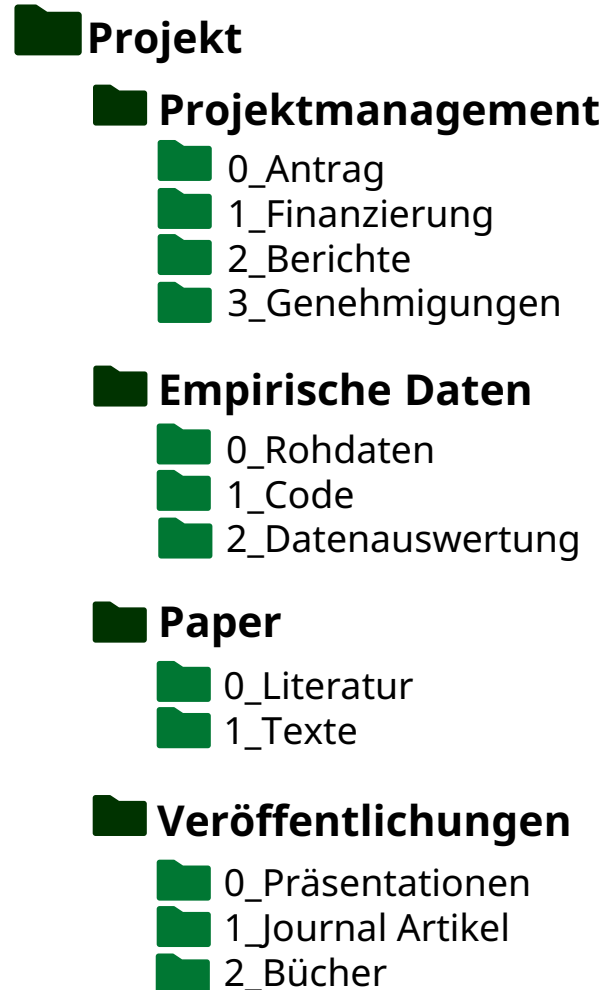 Projekt
Projektmanagement
0_Antrag
1_Finanzierung
2_Berichte
3_Genehmigungen
Empirische Daten
0_Rohdaten
1_Code
2_Datenauswertung
Paper
0_Literatur
1_Texte
Veröffentlichungen
0_Präsentationen
1_Journal Artikel
2_Bücher